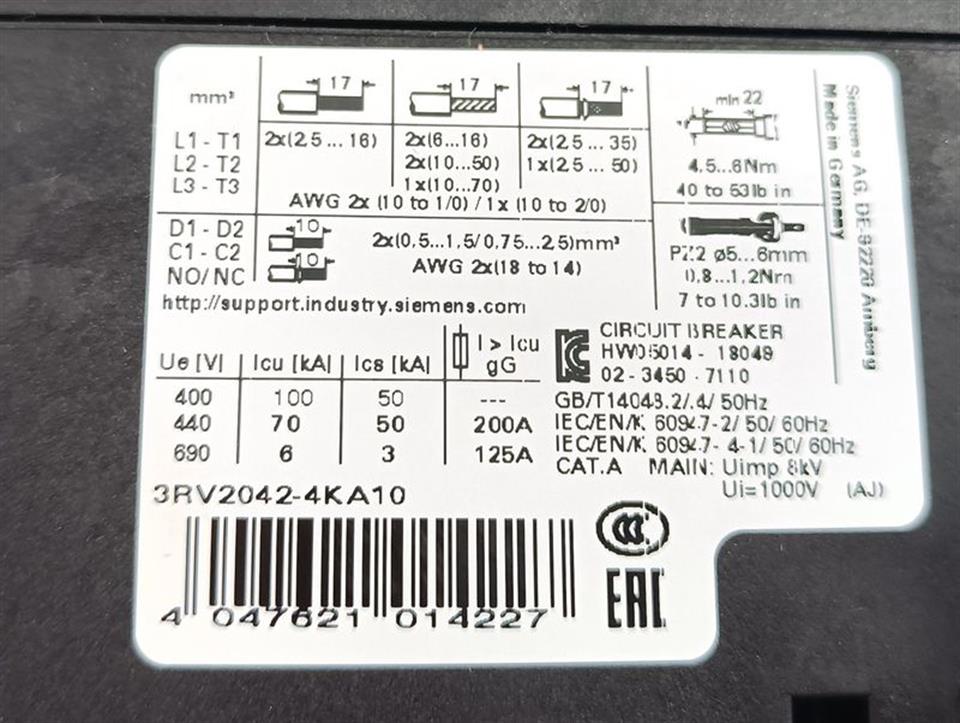 mm²
17
17
17
min 22
L1 - T1
L2 - T2
L3 - T3
2x(2.5 ... 16)
2x(6...16)
2x(10...50)
1x(10...70)
2x(2.5 ... 35)
1x(2.5 ... 50)
4.5...6Nm
40 to 53lb in
AWG 2x (10 to 1/0) / 1x (10 to 2/0)
D1 - D2
C1 - C2
NO/NC
10
10
2x(0,5...1,5/0,75...2,5)mm²
AWG 2x(18 to 14)
PZ2 ø5...6mm
0,8...1,2Nm
7 to 10.3lb in
http://support.industry.siemens.com
Siemens AG, DE-92220 Amberg
Made in Germany
Ue [V] Icu [kA] Ics [kA] I > Icu gG
400 100 50 ---
440 70 50 200A
690 6 3 125A
CIRCUIT BREAKER
HW05014 - 18049
02 - 3450 - 7110
GB/T14048.2/.4/ 50Hz
IEC/EN/K 60947-2/ 50/ 60Hz
IEC/EN/K 60947- 4-1/ 50/ 60Hz
CAT.A MAIN: Uimp 8kV
Ui=1000V (AJ)
3RV2042-4KA10
CCC
EAC
4 047621 014227